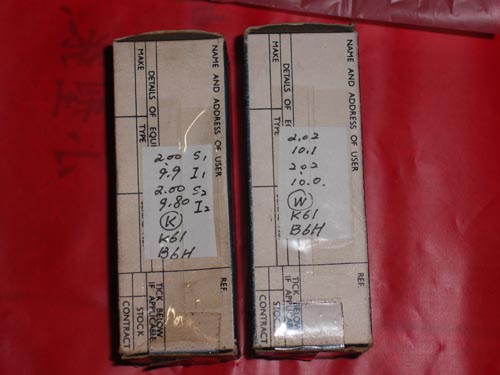 NAME AND ADDRESS OF USER
MAKE
DETAILS OF EQUI
TYPE
REF.
TICK BELOW
IF APPLICABLE
STOCK
CONTRACT
2.00 S1
9.9 I1
2.00 S2
9.80 I2
K
K61
B6H
NAME AND ADDRESS OF USER
MAKE
DETAILS OF E
TYPE
REF.
TICK BELOW
IF APPLICABLE
STOCK
CONTRACT
2.02
10.1
2.02
10.0.
W
K61
B6H